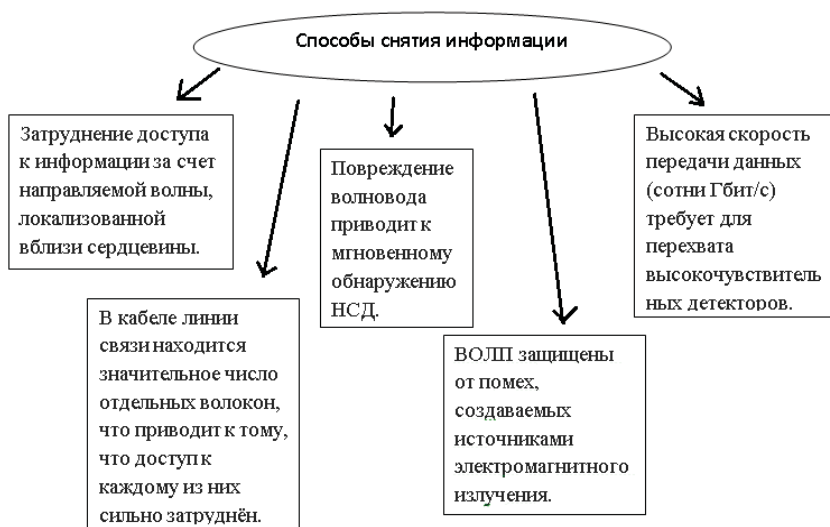 Способы снятия информации
Затруднение доступа
к информации за счет
направляемой волны,
локализованной
вблизи сердцевины.
В кабеле линии
связи находится
значительное число
отдельных волокон,
что приводит к тому,
что доступ к
каждому из них
сильно затруднён.
Повреждение
волновода
приводит к
мгновенному
обнаружению
НСД.
ВОЛП защищены
от помех,
создаваемых
источниками
электромагнитного
излучения.
Высокая скорость
передачи данных
(сотни Гбит/с)
требует для
перехвата
высокочувствитель
ных детекторов.